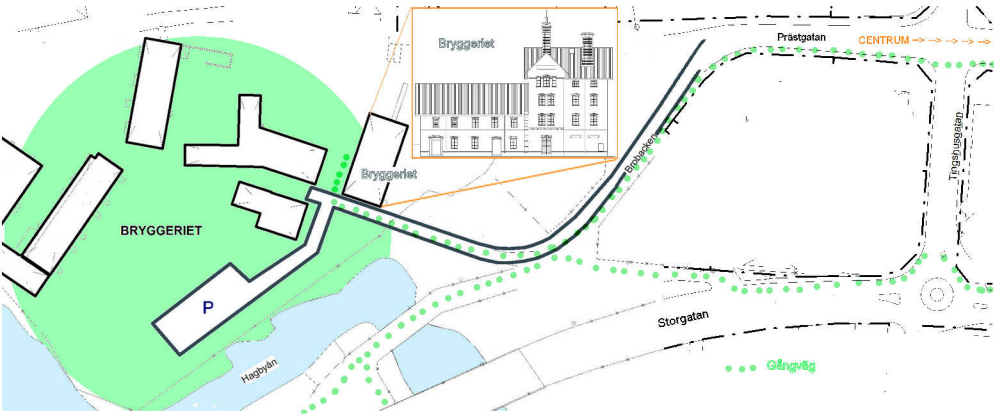 Bryggeriet
Prästgatan
CENTRUM
Brobacken
Tingshusgatan
Bryggeriet
BRYGGERIET
P
Storgatan
Hagbyån
Gångväg